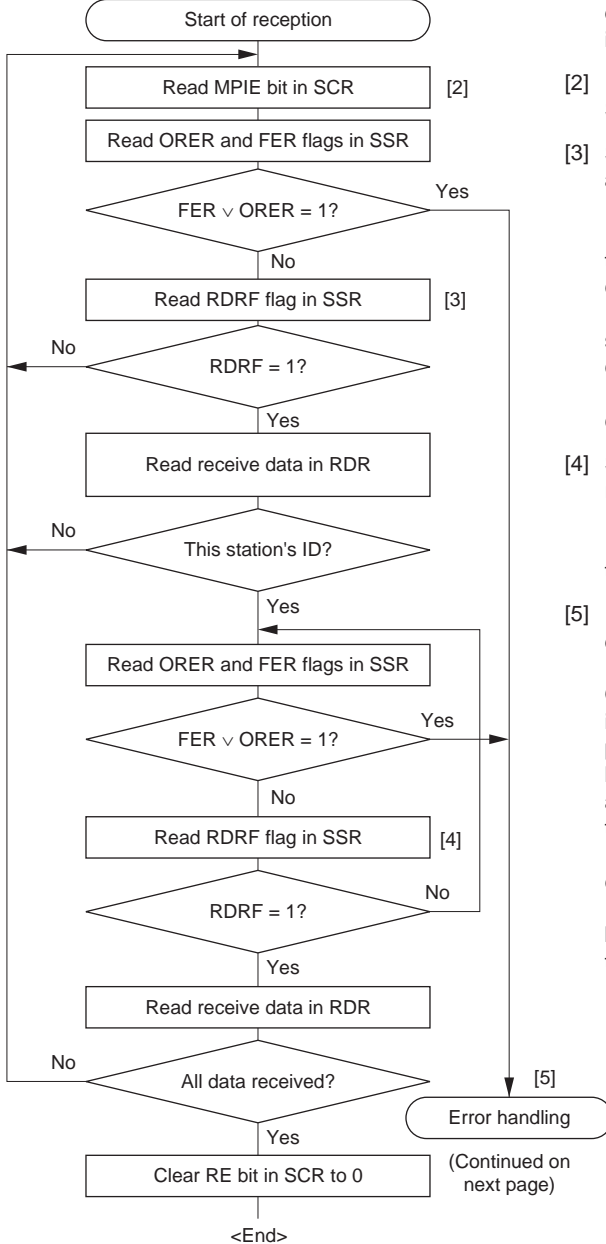 Start of reception
Read MPIE bit in SCR
[2]
Read ORER and FER flags in SSR
FER ∨ ORER = 1?
Yes
No
Read RDRF flag in SSR
[3]
RDRF = 1?
No
Yes
Read receive data in RDR
This station's ID?
No
Yes
Read ORER and FER flags in SSR
FER ∨ ORER = 1?
Yes
No
Read RDRF flag in SSR
[4]
RDRF = 1?
No
Yes
Read receive data in RDR
All data received?
No
Yes
Clear RE bit in SCR to 0
<End>
[5]
Error handling
(Continued on
next page)
[2]
[3]
[4]
[5]